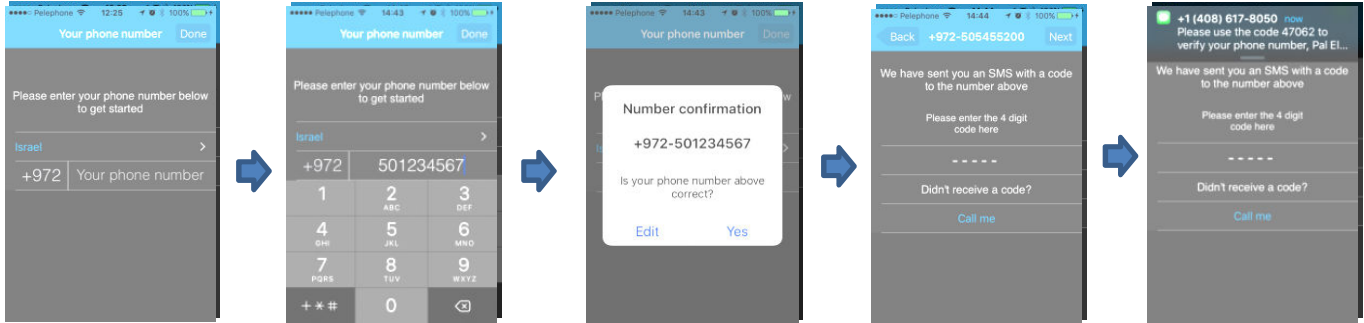 Pelephone 12:25 100%
Your phone number Done
Please enter your phone number below
to get started
Israel
+972 Your phone number
Pelephone 14:43 100%
Your phone number Done
Please enter your phone number below
to get started
Israel
+972 501234567
1 2 3
ABC DEF
4 5 6
GHI JKL MNO
7 8 9
PQRS TUV WXYZ
+*# 0
Pelephone 14:43 100%
Your phone number Done
Number confirmation
+972-501234567
Is your phone number above
correct?
Edit Yes
Pelephone 14:44 100%
Back +972-505455200 Next
We have sent you an SMS with a code
to the number above
Please enter the 4 digit
code here
- - - - -
Didn't receive a code?
Call me
+1 (408) 617-8050 now
Please use the code 47062 to
verify your phone number, Pal El...
We have sent you an SMS with a code
to the number above
Please enter the 4 digit
code here
- - - - -
Didn't receive a code?
Call me